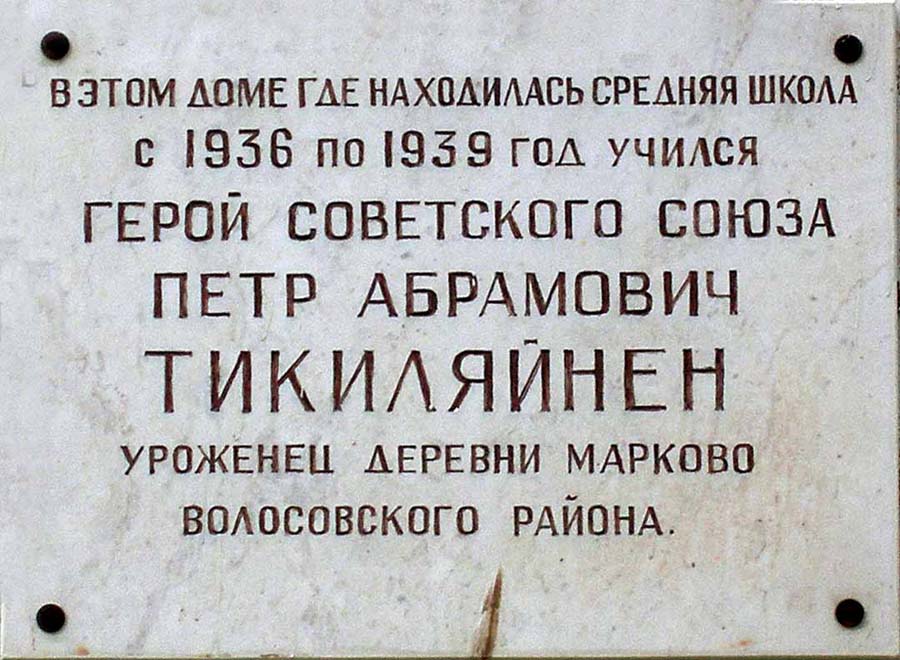 В ЭТОМ ДОМЕ ГДЕ НАХОДИЛАСЬ СРЕДНЯЯ ШКОЛА
С 1936 ПО 1939 ГОД УЧИЛСЯ
ГЕРОЙ СОВЕТСКОГО СОЮЗА
ПЕТР АБРАМОВИЧ
ТИКИЛЯЙНЕН
УРОЖЕНЕЦ ДЕРЕВНИ МАРКОВО
ВОЛОСОВСКОГО РАЙОНА.